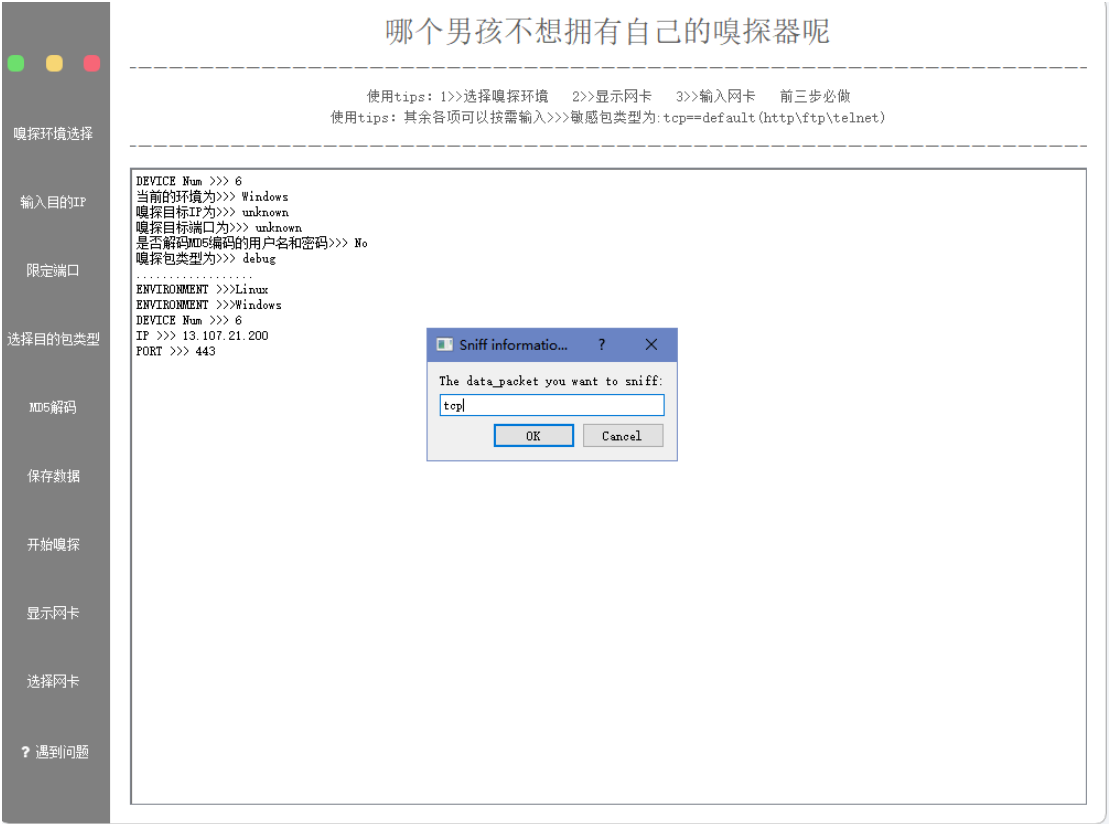 哪个男孩不想拥有自己的嗅探器呢
使用tips: 1>>选择嗅探环境 2>>显示网卡 3>>输入网卡 前三步必做
使用tips: 其余各项可以按需输入>>>敏感包类型为:tcp==default(http\ftp\telnet)
嗅探环境选择
输入目的IP
限定端口
选择目的包类型
MD5解码
保存数据
开始嗅探
显示网卡
选择网卡
? 遇到问题
DEVICE Num >>> 6
当前的环境为>>> Windows
嗅探目标IP为>>> unknown
嗅探目标端口为>>> unknown
是否解码MD5编码的用户名和密码>>> No
嗅探包类型为>>> debug
..................
ENVIRONMENT >>>Linux
ENVIRONMENT >>>Windows
DEVICE Num >>> 6
IP >>> 13.107.21.200
PORT >>> 443
Sniff informatio... ?
The data_packet you want to sniff:
tcp
OK Cancel